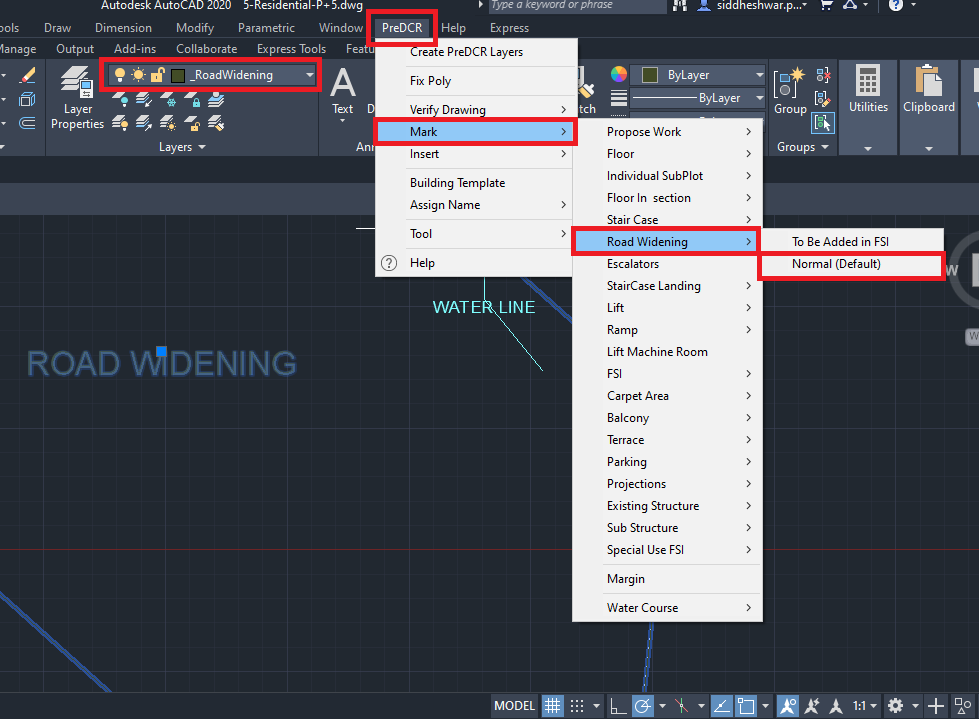 Autodesk AutoCAD 2020 5-Residential-P+5.dwg
Type a keyword or phrase
siddheshwar.p...
Draw Dimension Modify Parametric Window PreDCR Help Express
Output Add-ins Collaborate Express Tools
_RoadWidening
Layer
Properties
Layers
Text
ByLayer
ByLayer
Group
Groups
Utilities
Clipboard
Create PreDCR Layers
Fix Poly
Verify Drawing
Mark
Insert
Building Template
Assign Name
Tool
Help
Propose Work
Floor
Individual SubPlot
Floor In section
Stair Case
Road Widening
Escalators
StairCase Landing
Lift
Ramp
Lift Machine Room
FSI
Carpet Area
Balcony
Terrace
Parking
Projections
Existing Structure
Sub Structure
Special Use FSI
Margin
Water Course
To Be Added in FSI
Normal (Default)
W
WATER LINE
ROAD WIDENING
MODEL
1:1